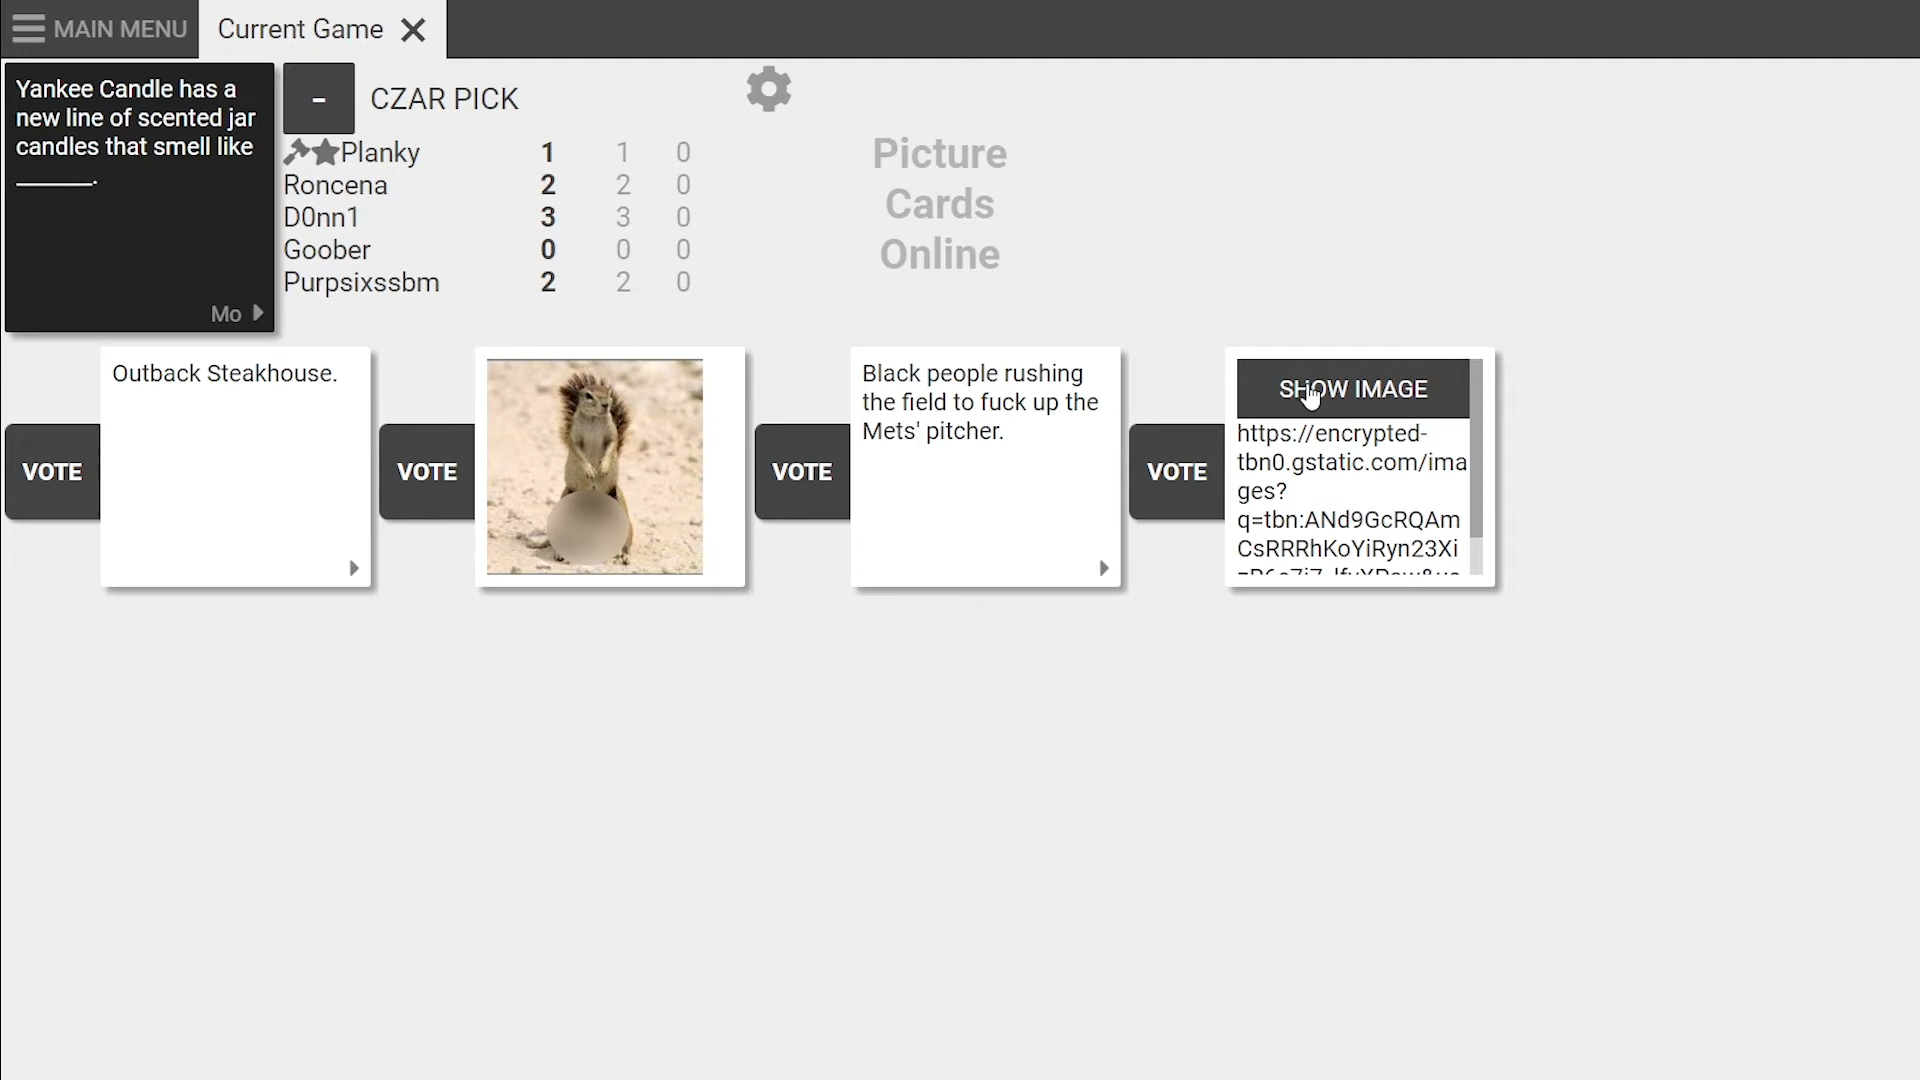 MAIN MENU
Current Game
Yankee Candle has a
new line of scented jar
candles that smell like
______.
Mo
-
CZAR PICK
Planky 1 1 0
Roncena 2 2 0
D0nn1 3 3 0
Goober 0 0 0
Purpsixssbm 2 2 0
Picture
Cards
Online
VOTE
Outback Steakhouse.
VOTE
VOTE
Black people rushing
the field to fuck up the
Mets' pitcher.
VOTE
SHOW IMAGE
https://encrypted-
tbn0.gstatic.com/ima
ges?
q=tbn:ANd9GcRQAm
CsRRRhKoYiRyn23Xi